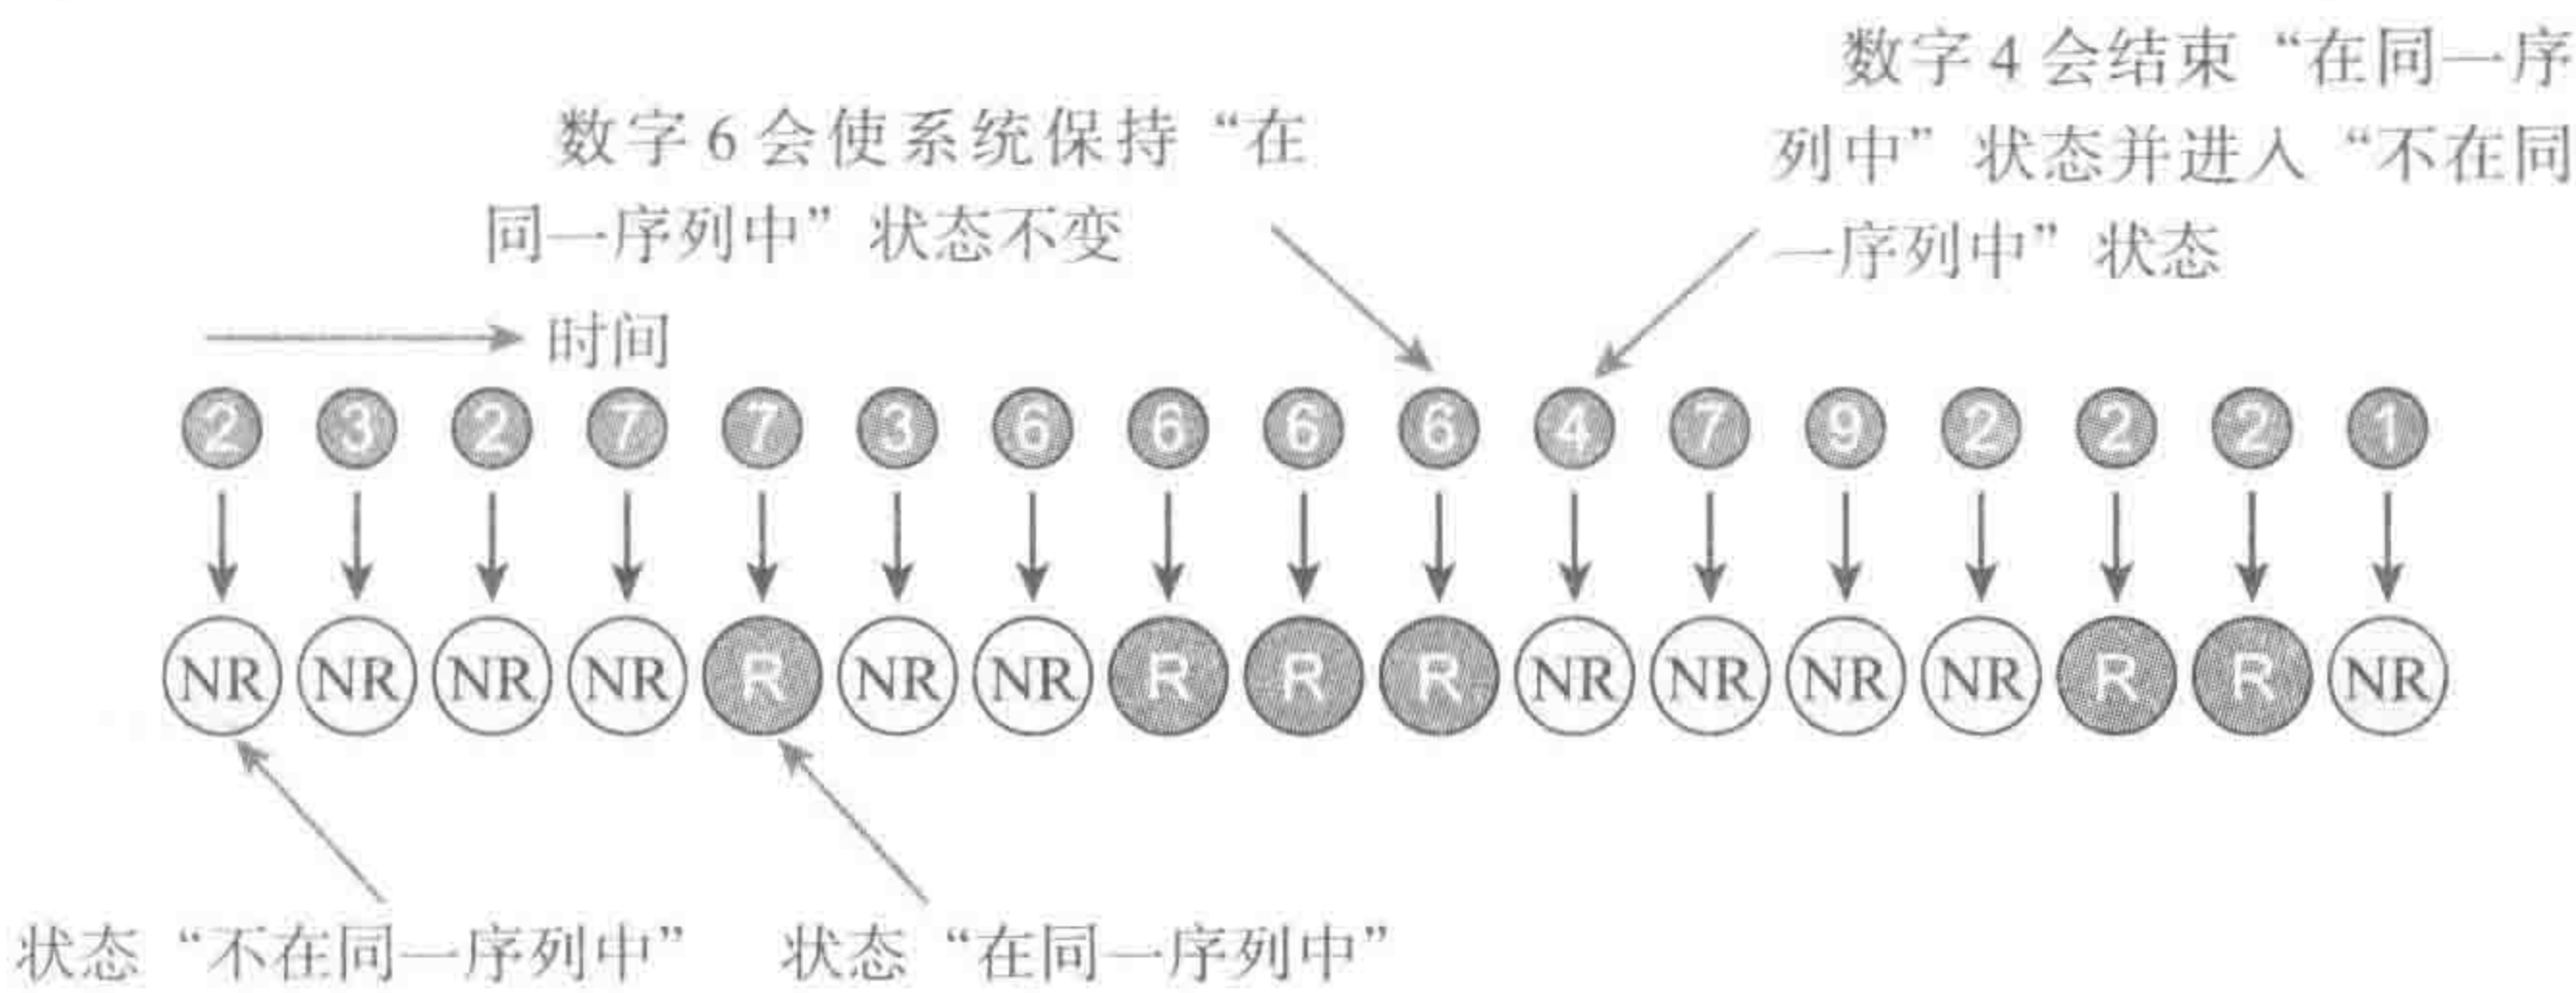 数字4会结束“在同一序
列中”状态并进入“不在同
一序列中”状态
数字6会使系统保持“在
同一序列中”状态不变
时间
2 3 2 7 7 3 6 6 6 6 4 7 9 2 2 2 1
NR NR NR NR R NR NR R R R NR NR NR NR R R NR
状态“不在同一序列中” 状态“在同一序列中”